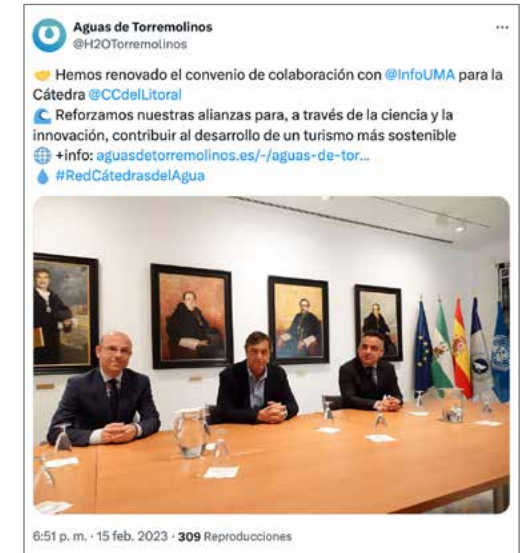 Aguas de Torremolinos
@H2OTorremolinos
🤝 Hemos renovado el convenio de colaboración con @InfoUMA para la
Cátedra @CCdelLitoral
🌊 Reforzamos nuestras alianzas para, a través de la ciencia y la
innovación, contribuir al desarrollo de un turismo más sostenible
🌐 +info: aguasdetorremolinos.es/-/aguas-de-tor...
💧 #RedCátedrasdelAgua
6:51 p. m. · 15 feb. 2023 · 309 Reproducciones